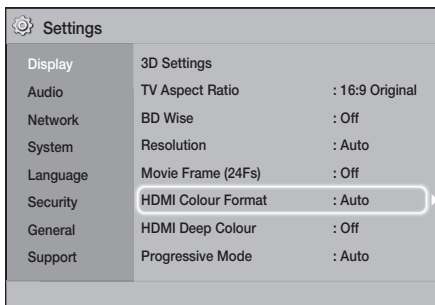 Settings
Display
Audio
Network
System
Language
Security
General
Support
3D Settings
TV Aspect Ratio : 16:9 Original
BD Wise : Off
Resolution : Auto
Movie Frame (24Fs) : Off
HDMI Colour Format : Auto
HDMI Deep Colour : Off
Progressive Mode : Auto